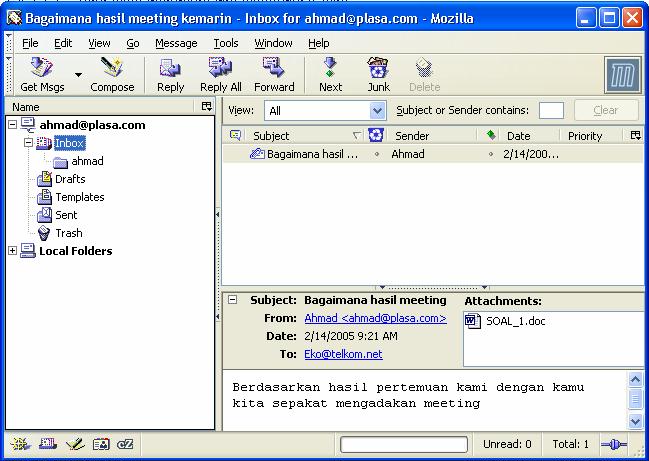 Bagaimana hasil meeting kemarin - Inbox for ahmad@plasa.com - Mozilla
File Edit View Go Message Tools Window Help
Get Msgs Compose Reply Reply All Forward Next Junk Delete
Name
ahmad@plasa.com
Inbox
ahmad
Drafts
Templates
Sent
Trash
Local Folders
View: All Subject or Sender contains: Clear
Subject Sender Date Priority
Bagaimana hasil ... Ahmad 2/14/200...
Subject: Bagaimana hasil meeting
From: Ahmad <ahmad@plasa.com>
Date: 2/14/2005 9:21 AM
To: Eko@telkom.net
Attachments:
SOAL_1.doc
Berdasarkan hasil pertemuan kami dengan kamu
kita sepakat mengadakan meeting
Unread: 0 Total: 1